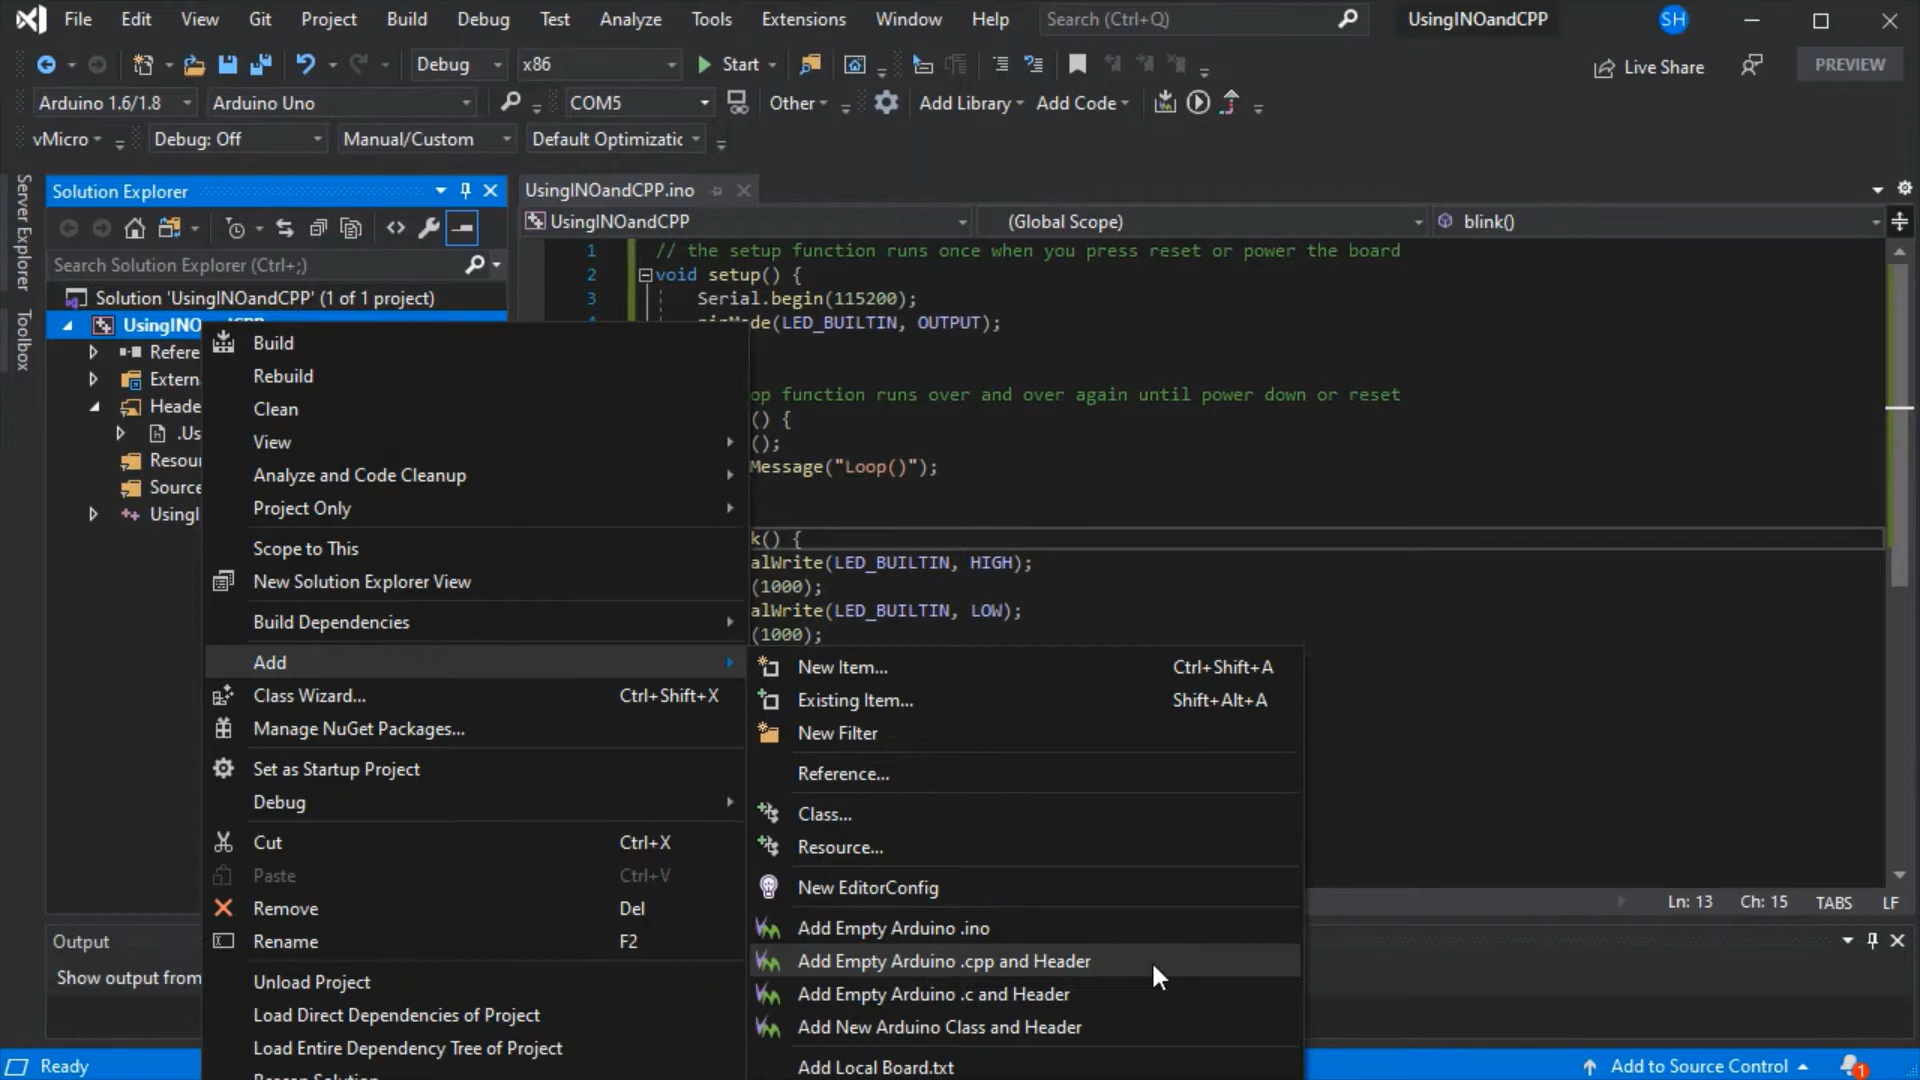 File Edit View Git Project Build Debug Test Analyze Tools Extensions Window Help Search (Ctrl+Q) UsingINOandCPP SH
Debug x86 Start Live Share PREVIEW
Arduino 1.6/1.8 Arduino Uno COM5 Other Add Library Add Code
vMicro Debug: Off Manual/Custom Default Optimizatic
Server Explorer
Toolbox
Solution Explorer
Search Solution Explorer (Ctrl+;)
Solution 'UsingINOandCPP' (1 of 1 project)
Refere
Extern
Heade
.Us
Resou
Source
UsingI
UsingINOandCPP.ino
UsingINOandCPP (Global Scope) blink()
1 // the setup function runs once when you press reset or power the board
2 void setup() {
3 Serial.begin(115200);
(LED_BUILTIN, OUTPUT);
op function runs over and over again until power down or reset
() {
();
Message("Loop()");
k() {
alWrite(LED_BUILTIN, HIGH);
(1000);
alWrite(LED_BUILTIN, LOW);
(1000);
Build
Rebuild
Clean
View
Analyze and Code Cleanup
Project Only
Scope to This
New Solution Explorer View
Build Dependencies
Add
Class Wizard... Ctrl+Shift+X
Manage NuGet Packages...
Set as Startup Project
Debug
Cut Ctrl+X
Paste Ctrl+V
Remove Del
Rename F2
Unload Project
Load Direct Dependencies of Project
Load Entire Dependency Tree of Project
New Item... Ctrl+Shift+A
Existing Item... Shift+Alt+A
New Filter
Reference...
Class...
Resource...
New EditorConfig
Add Empty Arduino .ino
Add Empty Arduino .cpp and Header
Add Empty Arduino .c and Header
Add New Arduino Class and Header
Add Local Board.txt
Ln: 13 Ch: 15 TABS LF
Output
Show output from
Ready Add to Source Control 1